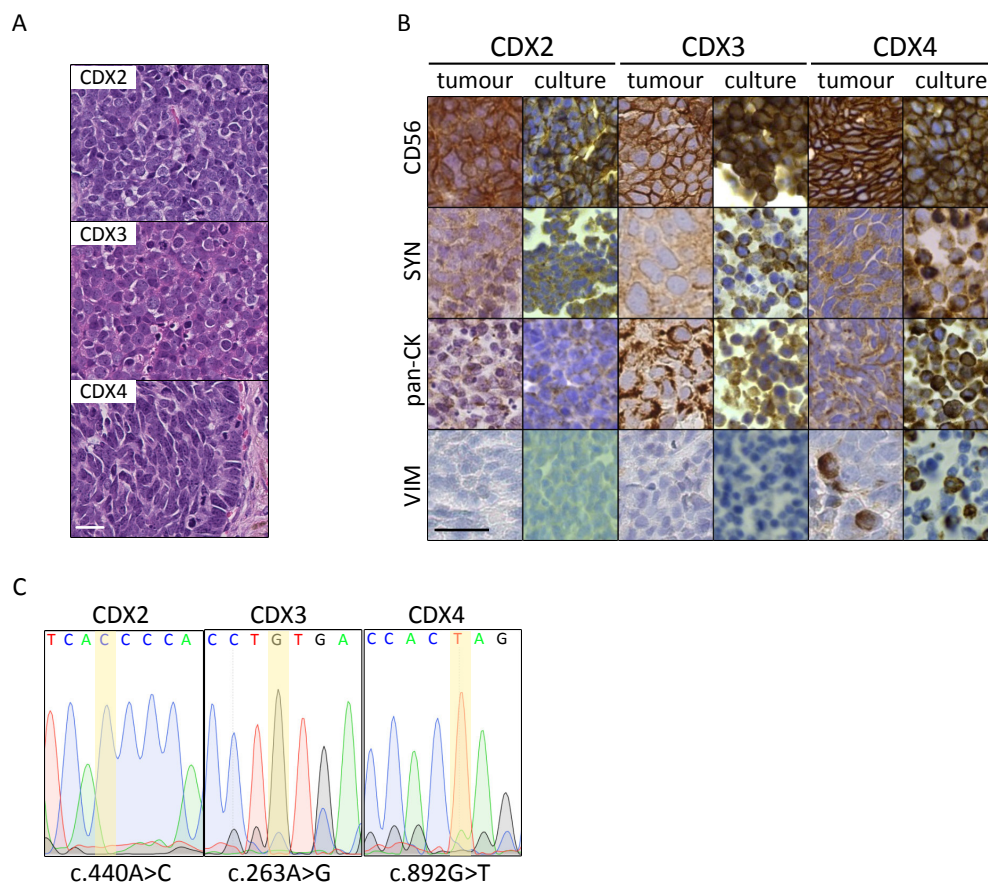 A
CDX2
CDX3
CDX4
B
CDX2 CDX3 CDX4
tumour culture tumour culture tumour culture
CD56
SYN
pan-CK
VIM
C
CDX2 CDX3 CDX4
T C A C C C C A C C T G T G A C C A C T A G
c.440A>C c.263A>G c.892G>T